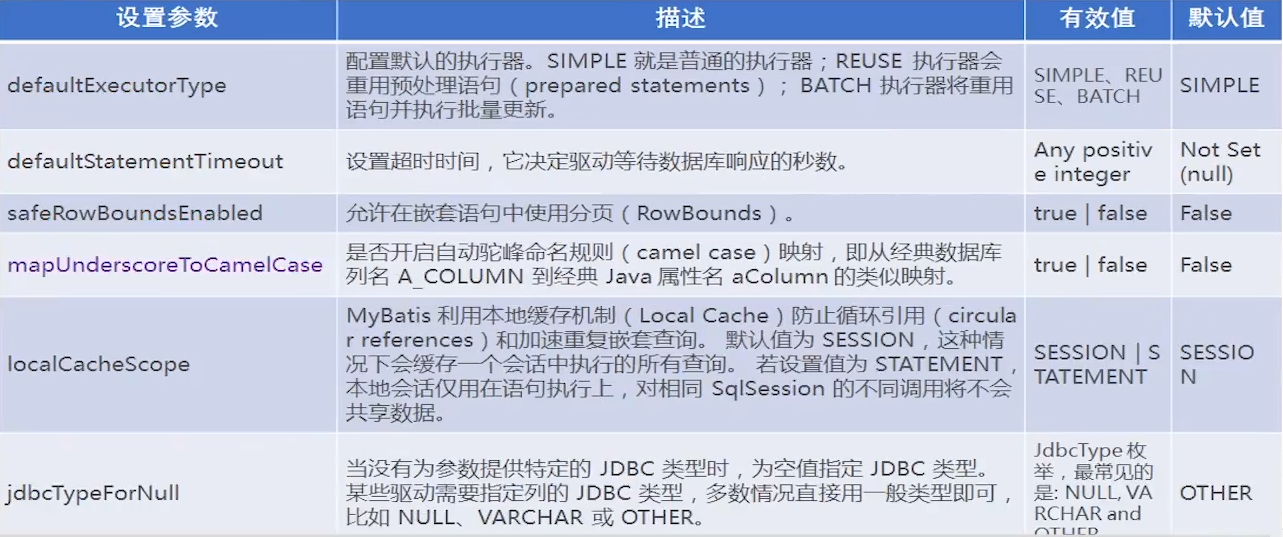 设置参数 描述 有效值 默认值
defaultExecutorType
配置默认的执行器。SIMPLE 就是普通的执行器；REUSE 执行器会
重用预处理语句（prepared statements）； BATCH 执行器将重用
语句并执行批量更新。
SIMPLE、REU
SE、BATCH
SIMPLE
defaultStatementTimeout
设置超时时间，它决定驱动等待数据库响应的秒数。
Any positiv
e integer
Not Set
(null)
safeRowBoundsEnabled
允许在嵌套语句中使用分页（RowBounds）。
true | false
False
mapUnderscoreToCamelCase
是否开启自动驼峰命名规则（camel case）映射，即从经典数据库
列名 A_COLUMN 到经典 Java 属性名 aColumn 的类似映射。
true | false
False
localCacheScope
MyBatis 利用本地缓存机制（Local Cache）防止循环引用（circula
r references）和加速重复嵌套查询。 默认值为 SESSION，这种情
况下会缓存一个会话中执行的所有查询。 若设置值为 STATEMENT，
本地会话仅用在语句执行上，对相同 SqlSession 的不同调用将不会
共享数据。
SESSION | S
TATEMENT
SESSIO
N
jdbcTypeForNull
当没有为参数提供特定的 JDBC 类型时，为空值指定 JDBC 类型。
某些驱动需要指定列的 JDBC 类型，多数情况直接用一般类型即可，
比如 NULL、VARCHAR 或 OTHER。
JdbcType 枚
举，最常见的
是: NULL, VA
RCHAR and
OTHER
OTHER